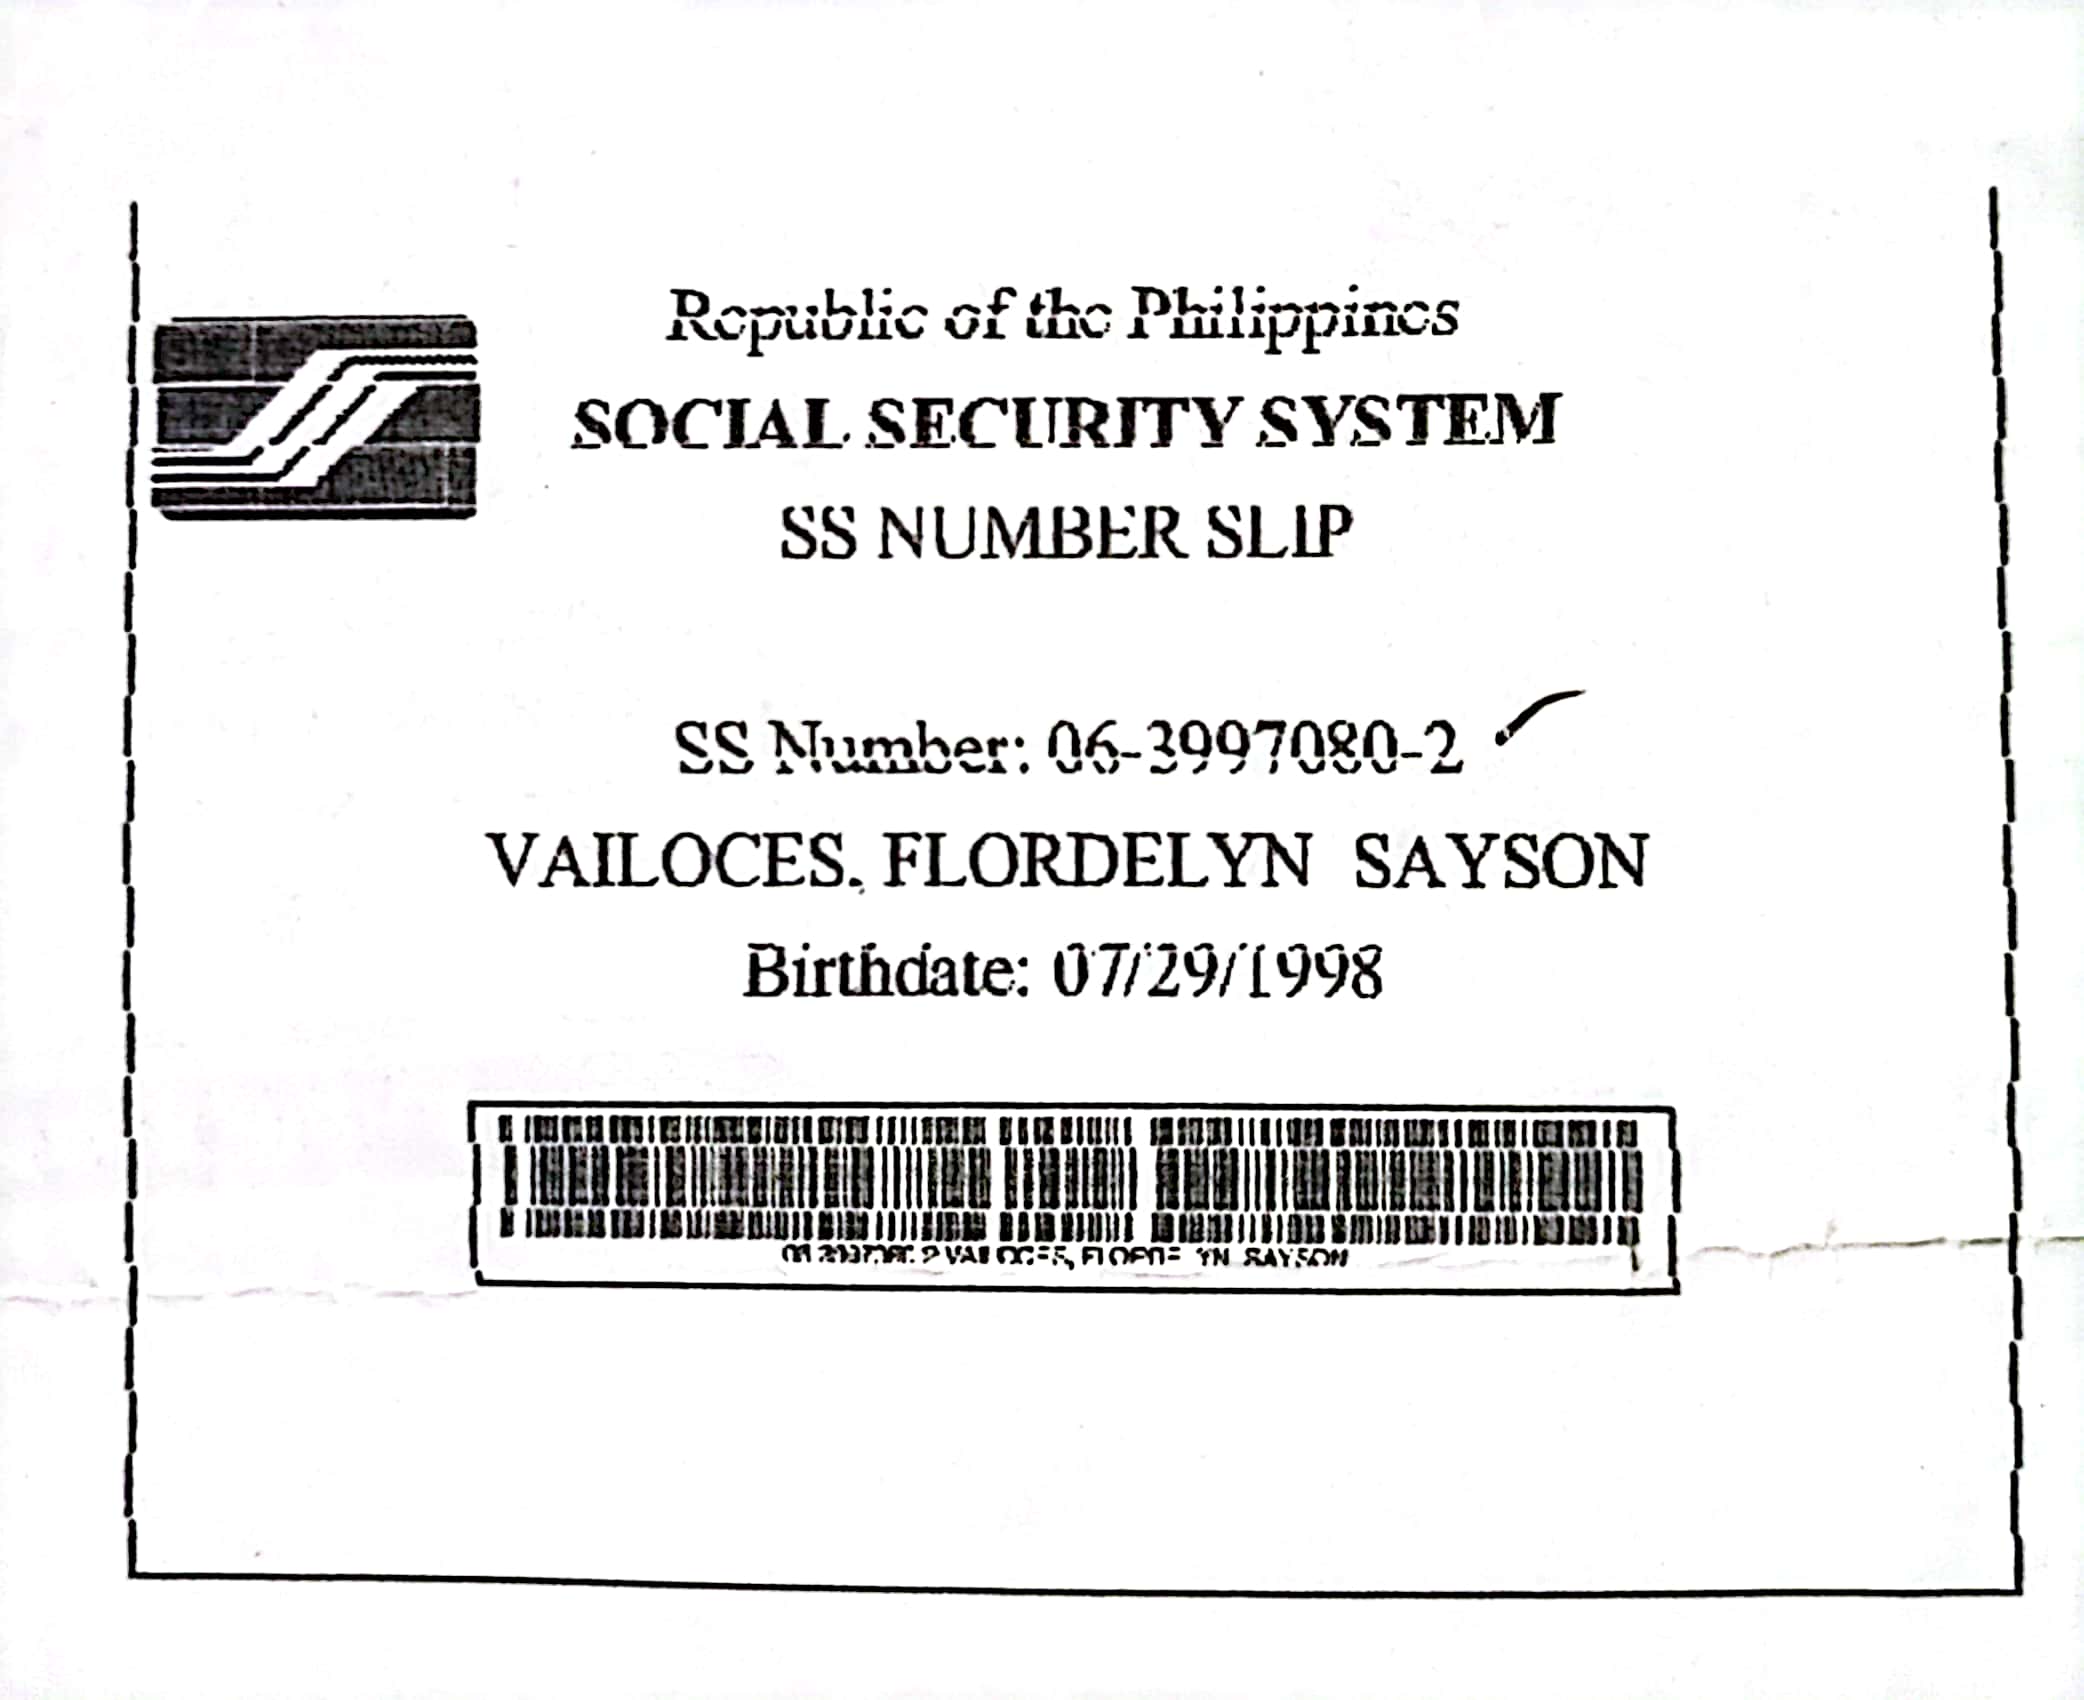 Republic of the Philippines
SOCIAL SECURITY SYSTEM
SS NUMBER SLIP
SS Number: 06-3997080-2
VAILOCES, FLORDELYN SAYSON
Birthdate: 07/29/1998
SAYSON